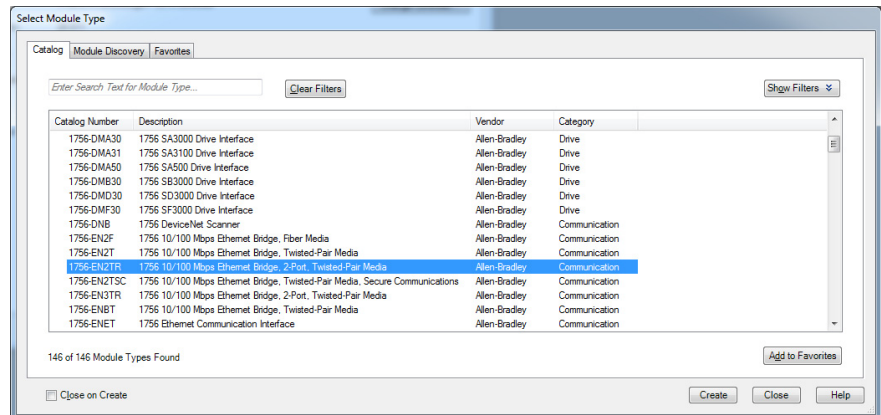 Select Module Type
Catalog Module Discovery Favorites
Enter Search Text for Module Type... Clear Filters Show Filters
Catalog Number Description Vendor Category
1756-DMA30 1756 SA3000 Drive Interface Allen-Bradley Drive
1756-DMA31 1756 SA3100 Drive Interface Allen-Bradley Drive
1756-DMA50 1756 SA500 Drive Interface Allen-Bradley Drive
1756-DMB30 1756 SB3000 Drive Interface Allen-Bradley Drive
1756-DMD30 1756 SD3000 Drive Interface Allen-Bradley Drive
1756-DMF30 1756 SF3000 Drive Interface Allen-Bradley Drive
1756-DNB 1756 DeviceNet Scanner Allen-Bradley Communication
1756-EN2F 1756 10/100 Mbps Ethernet Bridge, Fiber Media Allen-Bradley Communication
1756-EN2T 1756 10/100 Mbps Ethernet Bridge, Twisted-Pair Media Allen-Bradley Communication
1756-EN2TR 1756 10/100 Mbps Ethernet Bridge, 2-Port, Twisted-Pair Media Allen-Bradley Communication
1756-EN2TSC 1756 10/100 Mbps Ethernet Bridge, Twisted-Pair Media, Secure Communications Allen-Bradley Communication
1756-EN3TR 1756 10/100 Mbps Ethernet Bridge, 2-Port, Twisted-Pair Media Allen-Bradley Communication
1756-ENBT 1756 10/100 Mbps Ethernet Bridge, Twisted-Pair Media Allen-Bradley Communication
1756-ENET 1756 Ethernet Communication Interface Allen-Bradley Communication
146 of 146 Module Types Found Add to Favorites
Close on Create Create Close Help